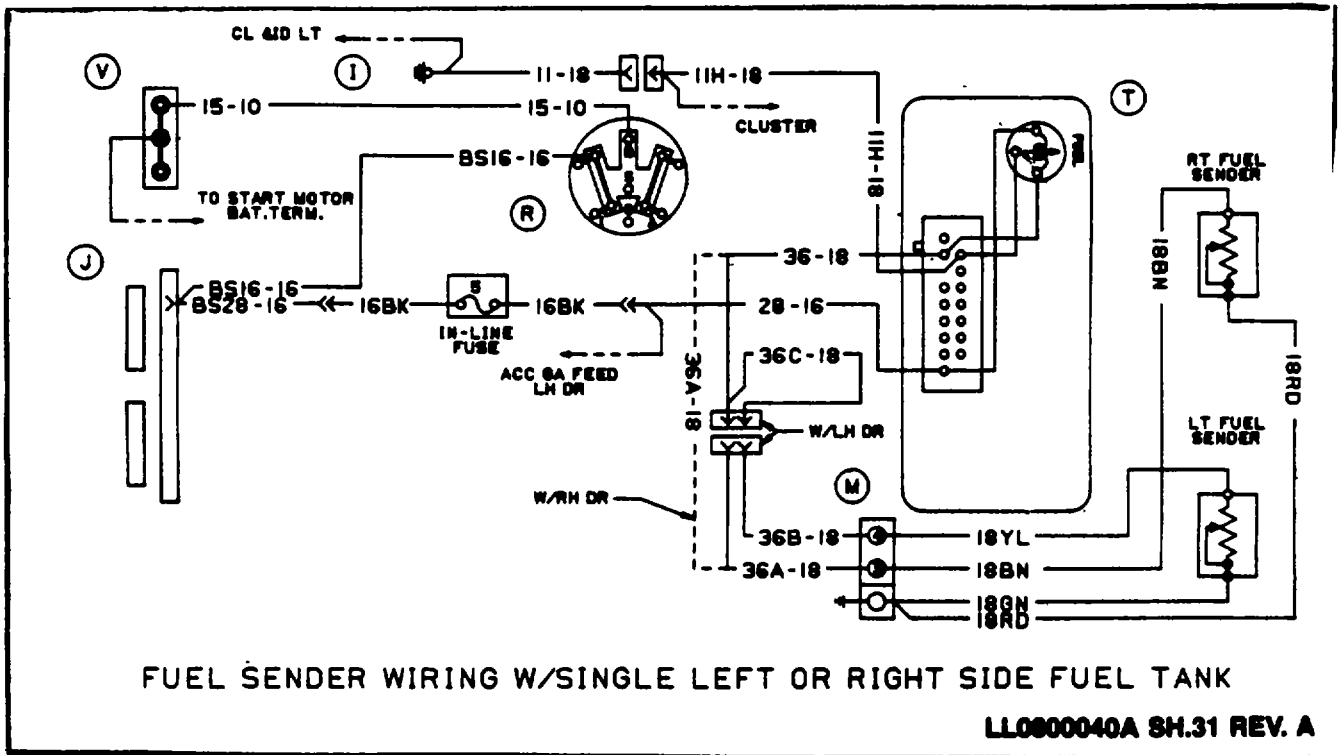 CL &ID LT
V
I
11-18
11H-18
T
15-10
15-10
CLUSTER
FUEL
BS16-16
11H-18
RT FUEL
SENDER
TO START MOTOR
BAT.TERM.
R
J
36-18
18BN
BS16-16
BS28-16
16BK
5
16BK
28-16
IN-LINE
FUSE
36C-18
36A-18
ACC GA FEED
LH DR
18RD
W/LH DR
LT FUEL
SENDER
M
W/RH DR
36B-18
18YL
36A-18
18BN
18GN
18RD
FUEL SENDER WIRING W/SINGLE LEFT OR RIGHT SIDE FUEL TANK
LL0800040A SH.31 REV. A